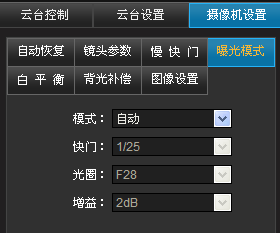 云台控制 云台设置 摄像机设置
自动恢复 镜头参数 慢 快 门 曝光模式
白 平 衡 背光补偿 图像设置
模式: 自动
快门: 1/25
光圈: F28
增益: 2dB